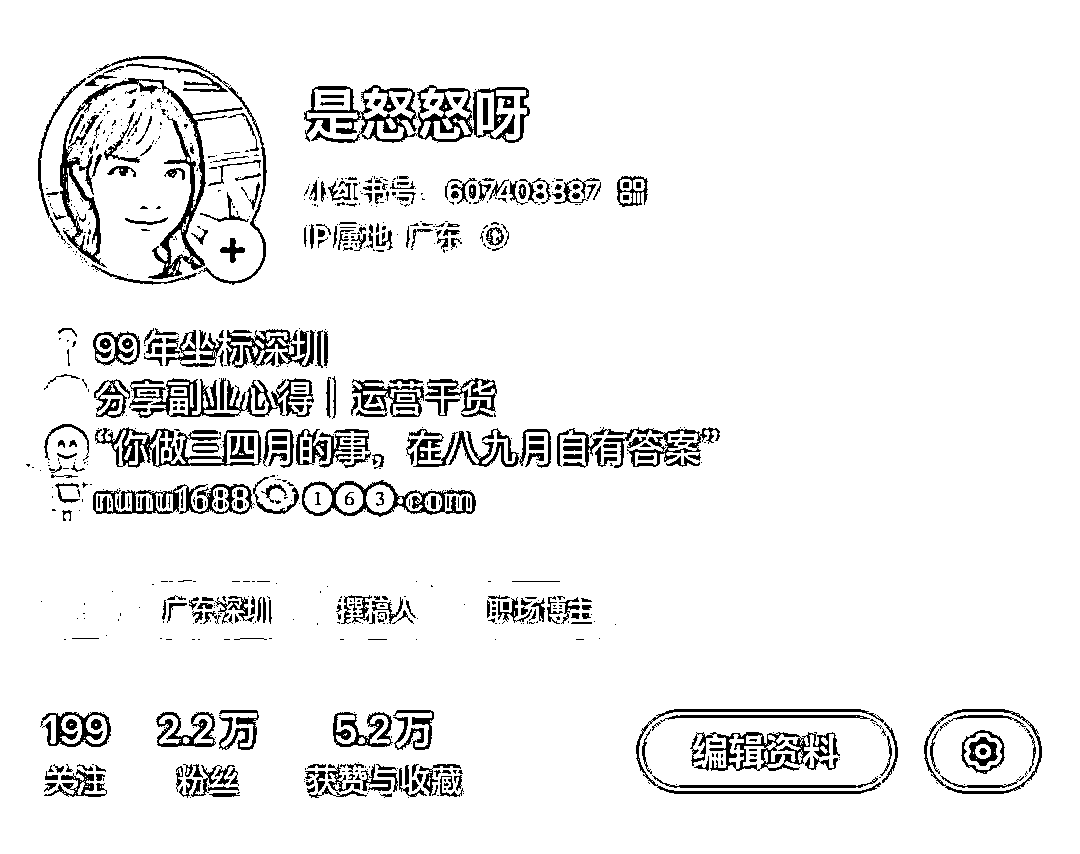 是怒怒呀
小红书号：607408887
IP属地：广东
99年坐标深圳
分享副业心得｜运营干货
“你做三四月的事，在八九月自有答案”
nunu1688@①⑥③·com
广东深圳 撰稿人 职场博主
199 2.2万 5.2万
关注 粉丝 获赞与收藏
编辑资料